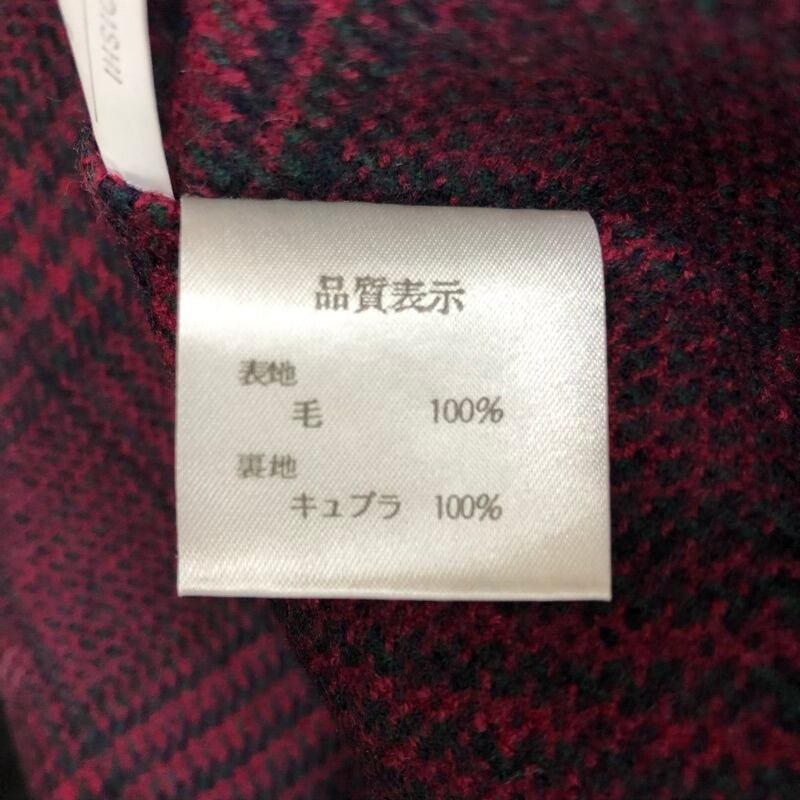 品質表示
表地
毛 100%
裏地
キュプラ 100%